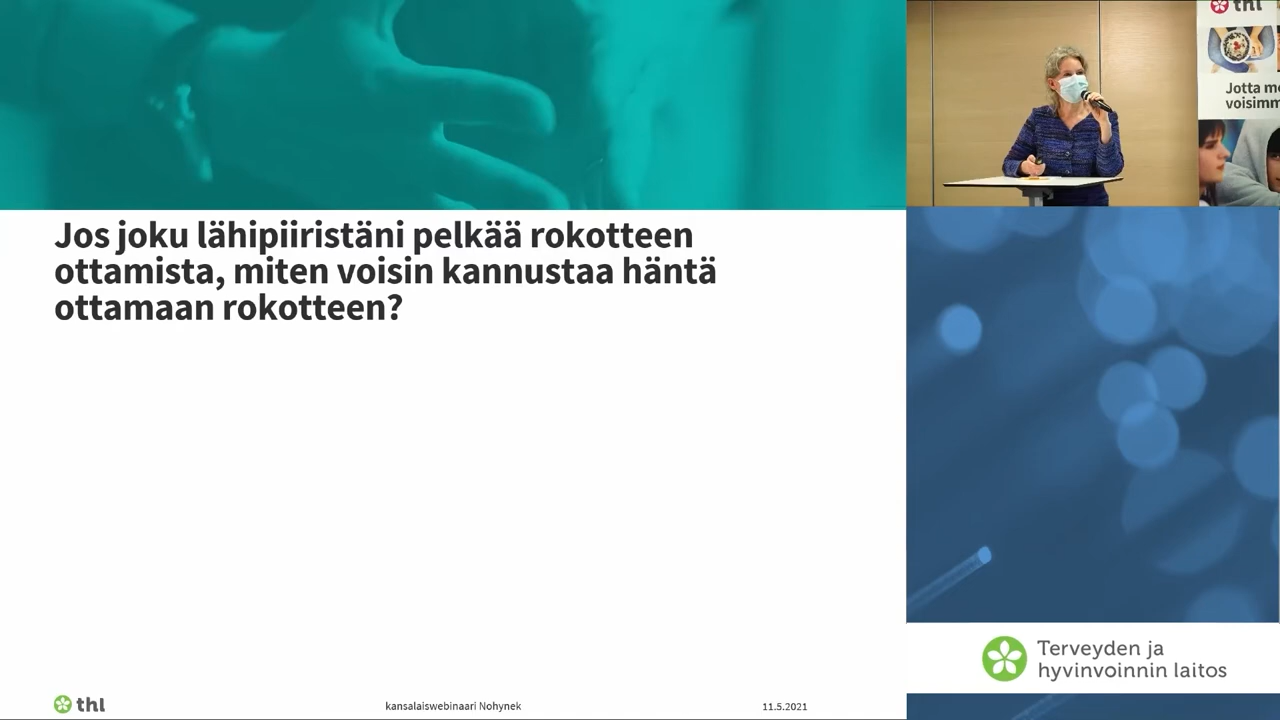 Jos joku lähipiiristäni pelkää rokotteen
ottamista, miten voisin kannustaa häntä
ottamaan rokotteen?
thl
Jotta m
voisimm
Terveyden ja
hyvinvoinnin laitos
thl
kansalaiswebinaari Nohynek
11.5.2021